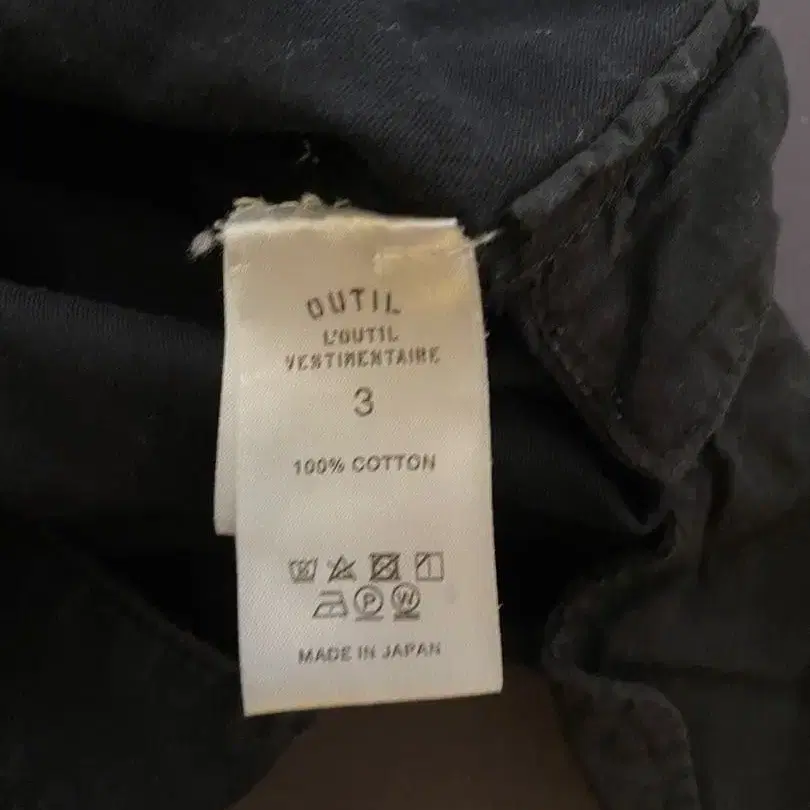 OUTIL
L'OUTIL
VESTIMENTAIRE
3
100% COTTON
P W
MADE IN JAPAN